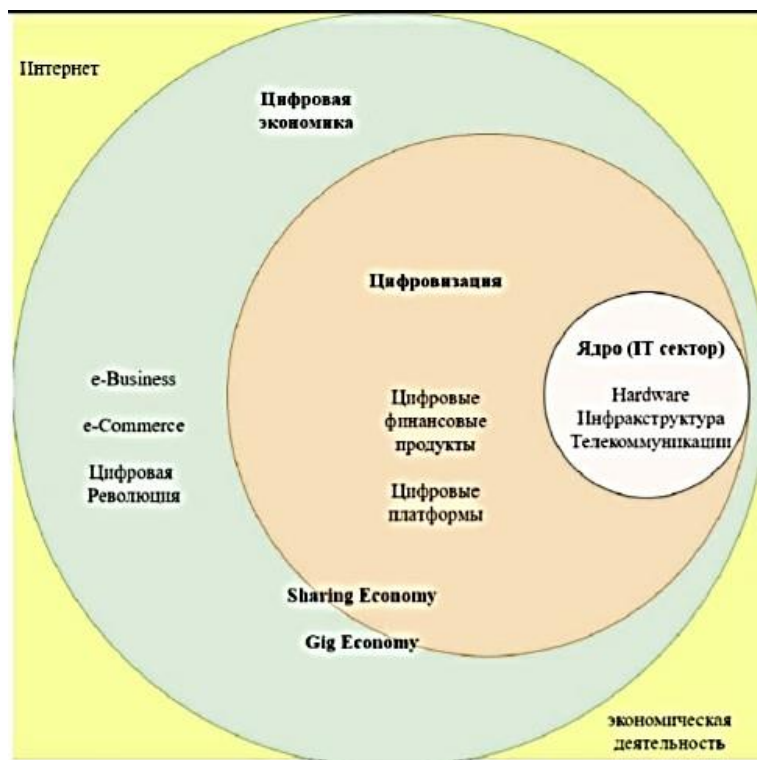 Интернет
Цифровая
экономика
Цифровизация
Ядро (IT сектор)
Hardware
Инфракструктура
Телекоммуникации
e-Business
e-Commerce
Цифровая
Революция
Цифровые
финансовые
продукты
Цифровые
платформы
Sharing Economy
Gig Economy
экономическая
деятельность